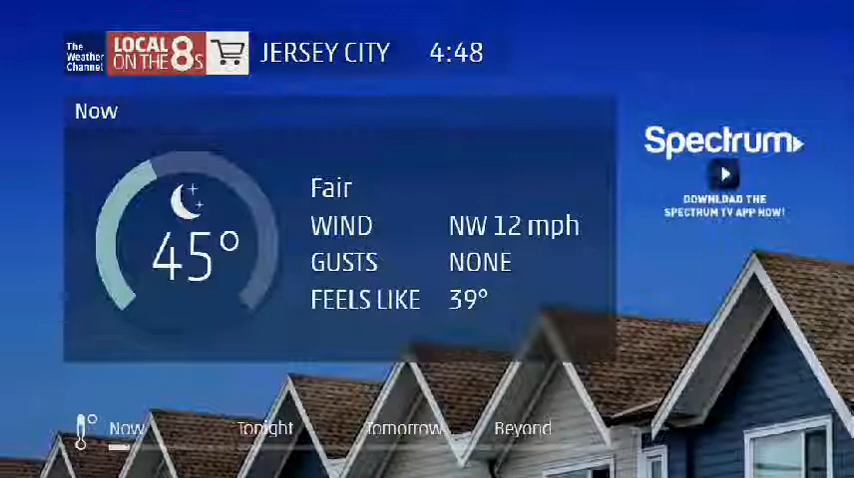 The Weather Channel
LOCAL ON THE 8s
JERSEY CITY 4:48
Now
45°
Fair
WIND NW 12 mph
GUSTS NONE
FEELS LIKE 39°
Spectrum
DOWNLOAD THE
SPECTRUM TV APP NOW!
Now Tonight Tomorrow Beyond